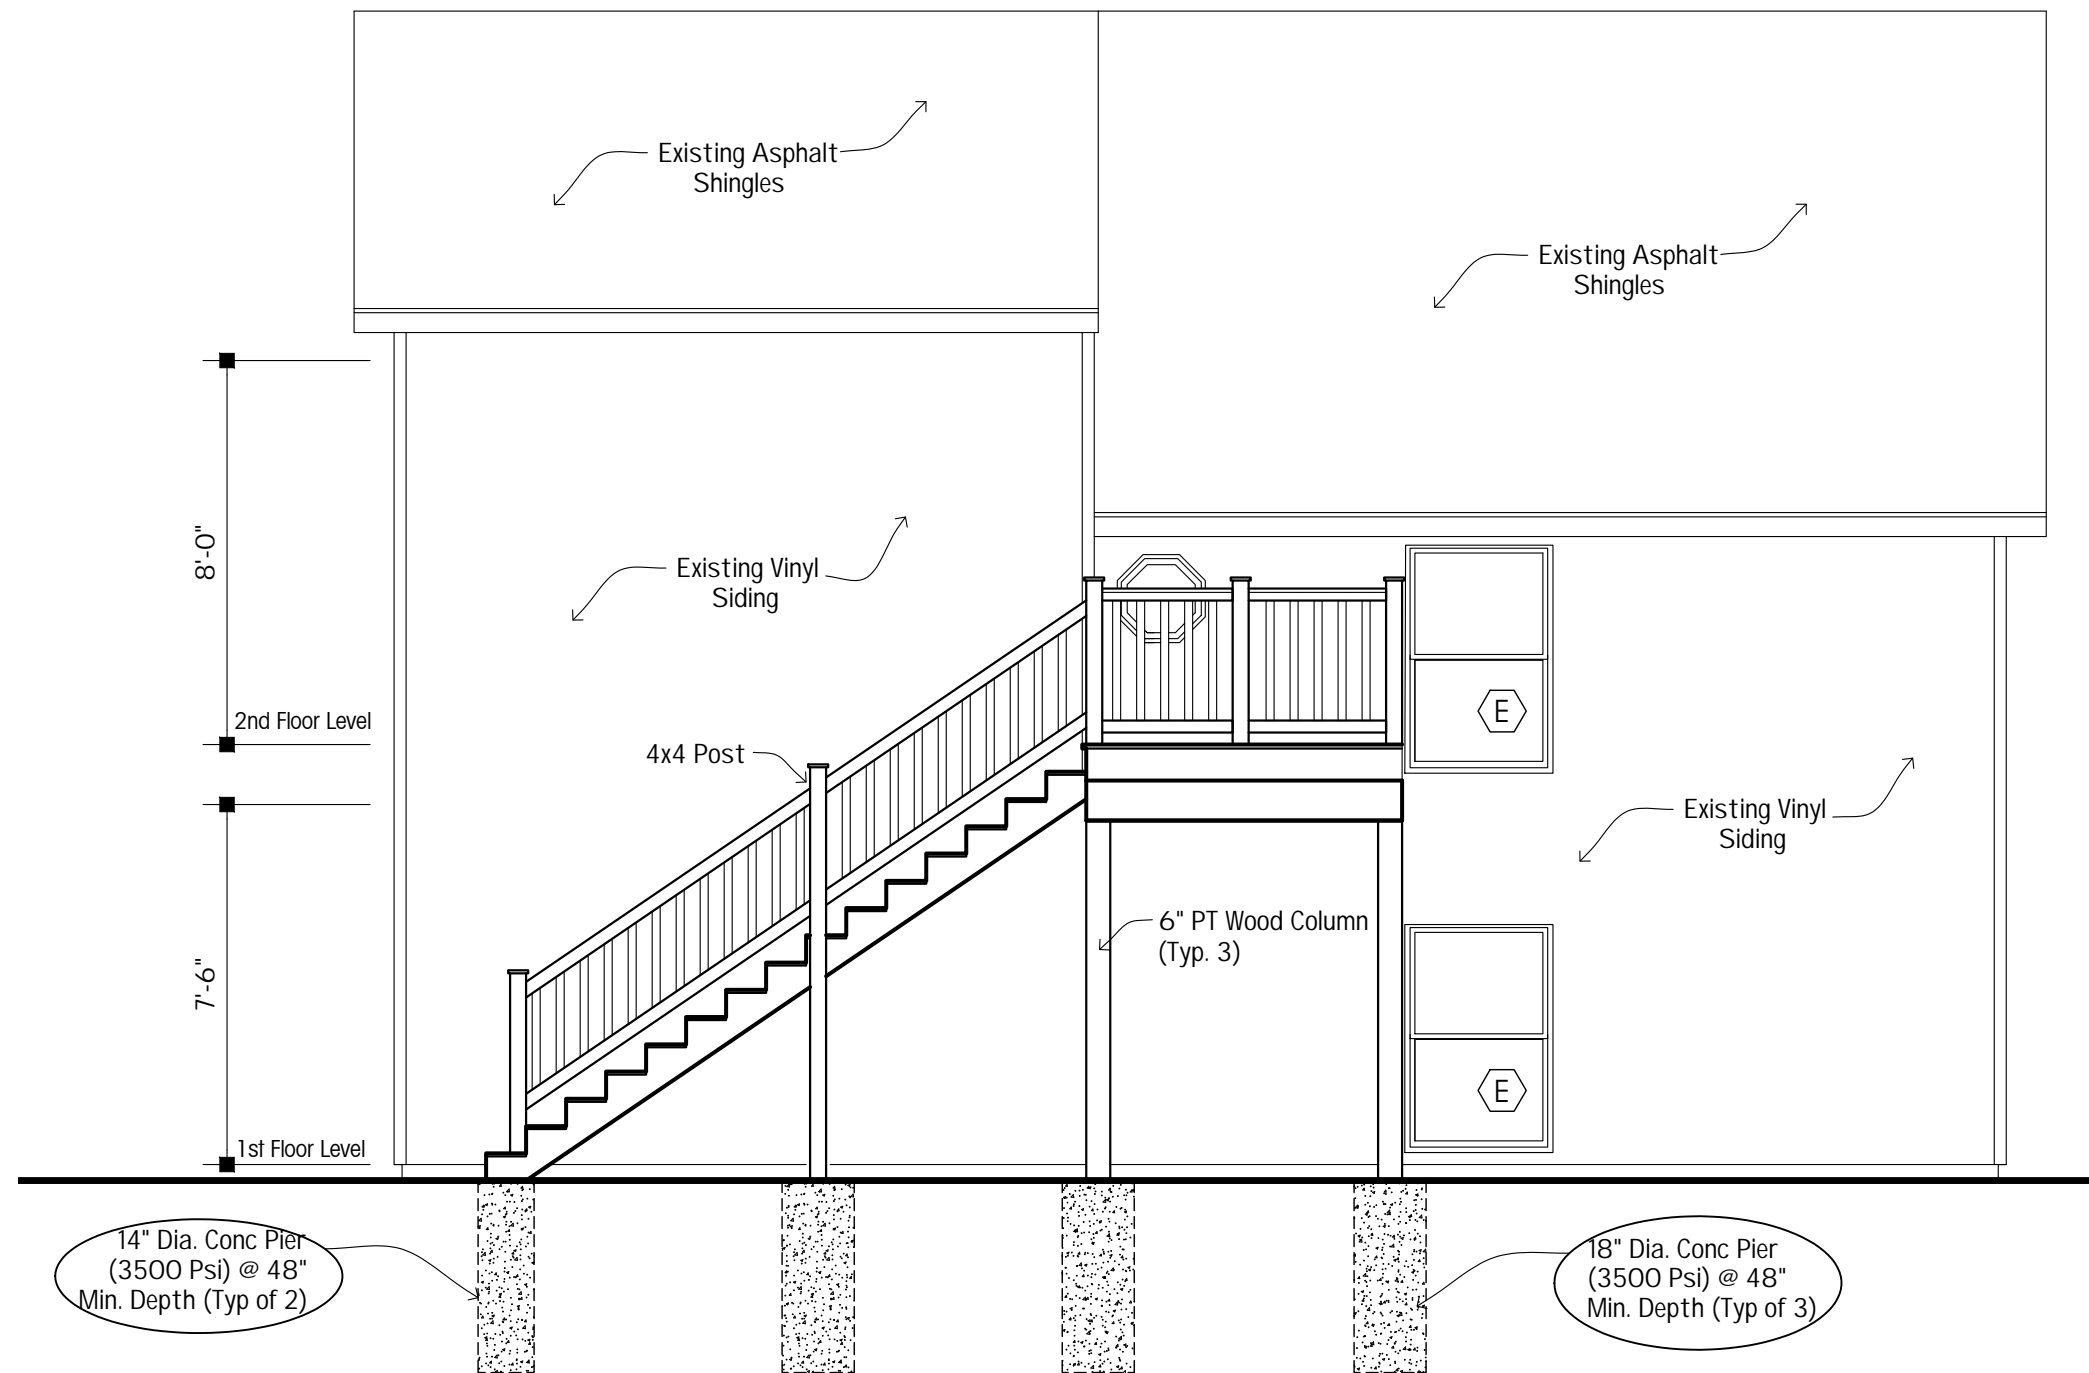 Existing Asphalt
Shingles
Existing Asphalt
Shingles
8'-0"
Existing Vinyl
Siding
2nd Floor Level
4x4 Post
E
Existing Vinyl
Siding
6" PT Wood Column
(Typ. 3)
7'-6"
E
1st Floor Level
14" Dia. Conc Pier
(3500 Psi) @ 48"
Min. Depth (Typ of 2)
18" Dia. Conc Pier
(3500 Psi) @ 48"
Min. Depth (Typ of 3)